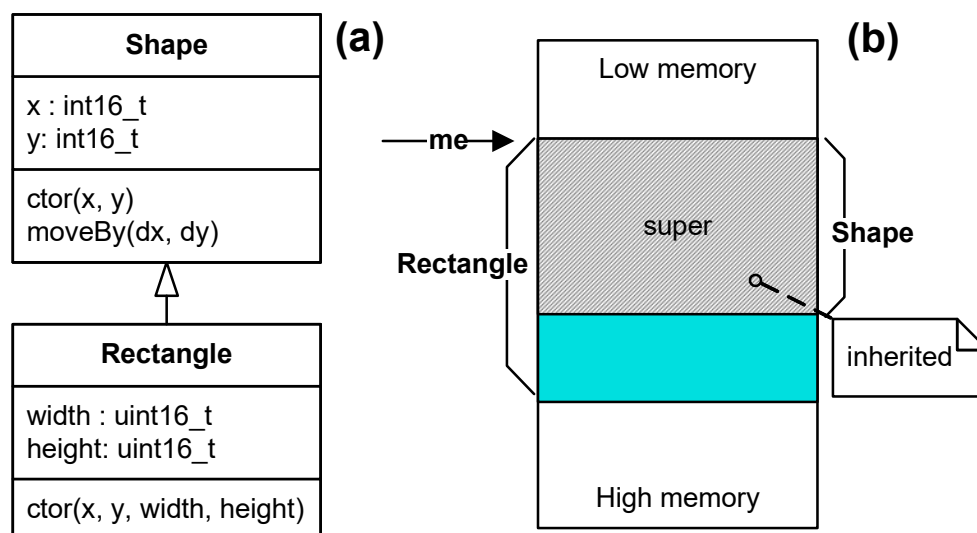 Shape
x : int16_t
y: int16_t
ctor(x, y)
moveBy(dx, dy)
Rectangle
width : uint16_t
height: uint16_t
ctor(x, y, width, height)
(a)
(b)
Low memory
me
super
Rectangle
Shape
inherited
High memory